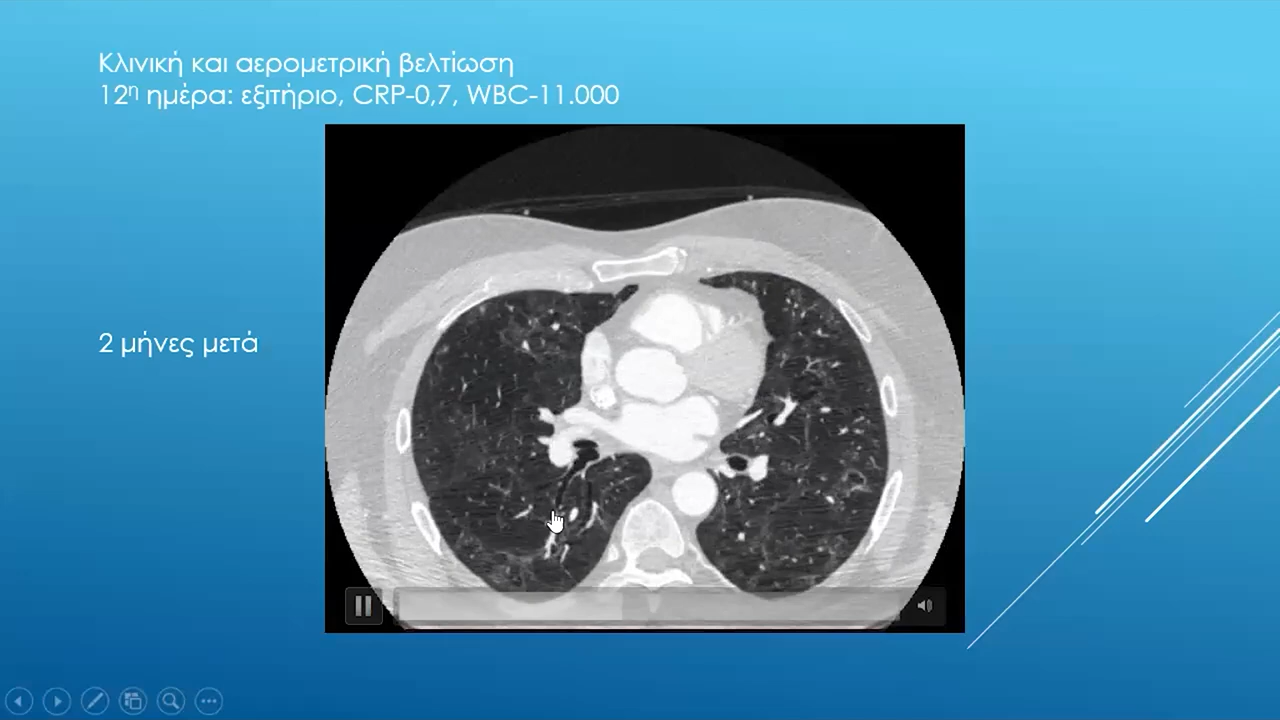 Κλινική και αερομετρική βελτίωση
12η ημέρα: εξιτήριο, CRP-0,7, WBC-11.000
2 μήνες μετά